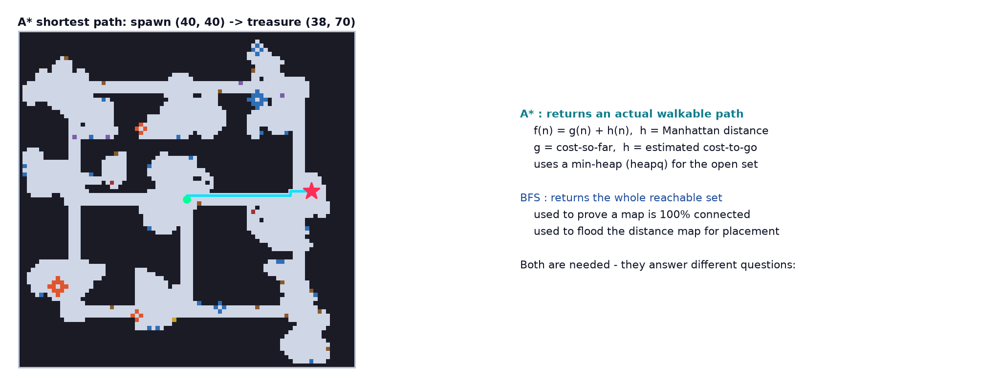 A* shortest path: spawn (40, 40) -> treasure (38, 70)
A* : returns an actual walkable path
f(n) = g(n) + h(n),  h = Manhattan distance
g = cost-so-far,  h = estimated cost-to-go
uses a min-heap (heapq) for the open set
BFS : returns the whole reachable set
used to prove a map is 100% connected
used to flood the distance map for placement
Both are needed - they answer different questions: